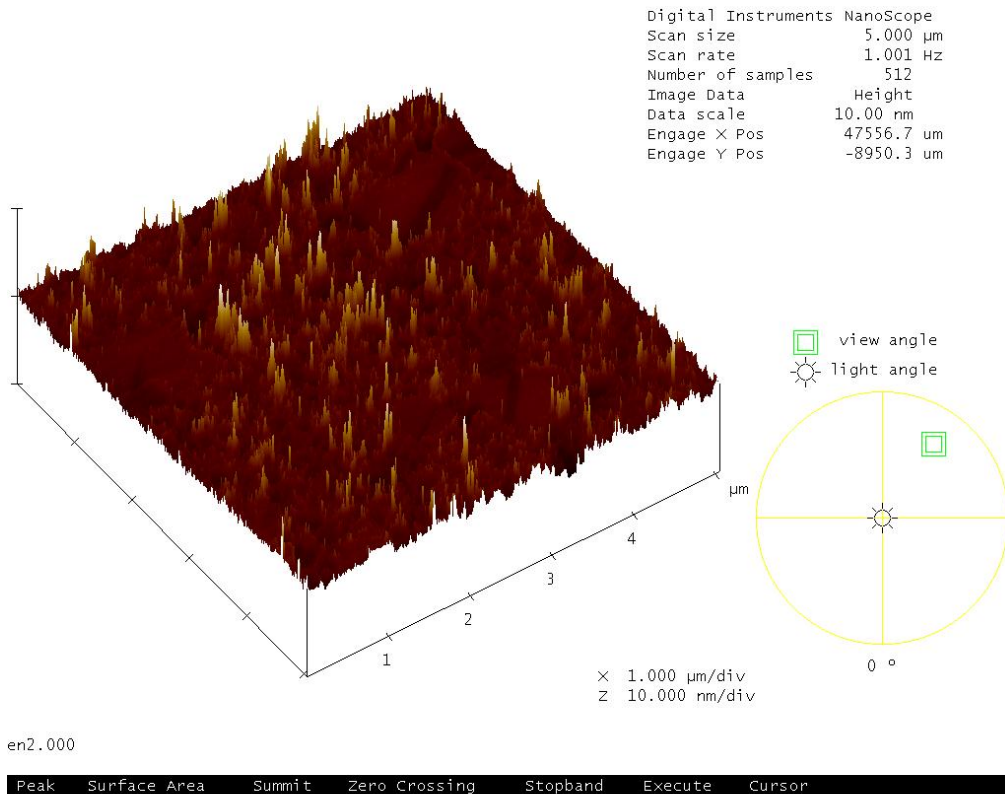 Digital Instruments NanoScope
Scan size 5.000 µm
Scan rate 1.001 Hz
Number of samples 512
Image Data Height
Data scale 10.00 nm
Engage X Pos 47556.7 um
Engage Y Pos -8950.3 um
view angle
light angle
µm
4
3
2
1
0 º
X 1.000 µm/div
Z 10.000 nm/div
en2.000
Peak Surface Area Summit Zero Crossing Stopband Execute Cursor